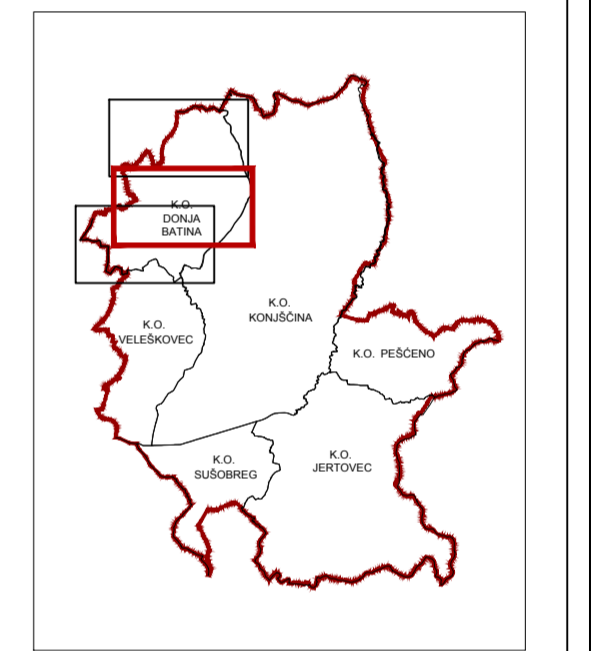 K.O.
DONJA
BATINA
K.O.
KONJŠČINA
K.O.
VELEŠKOVEC
K.O. PEŠĆENO
K.O.
SUŠOBREG
K.O.
JERTOVEC